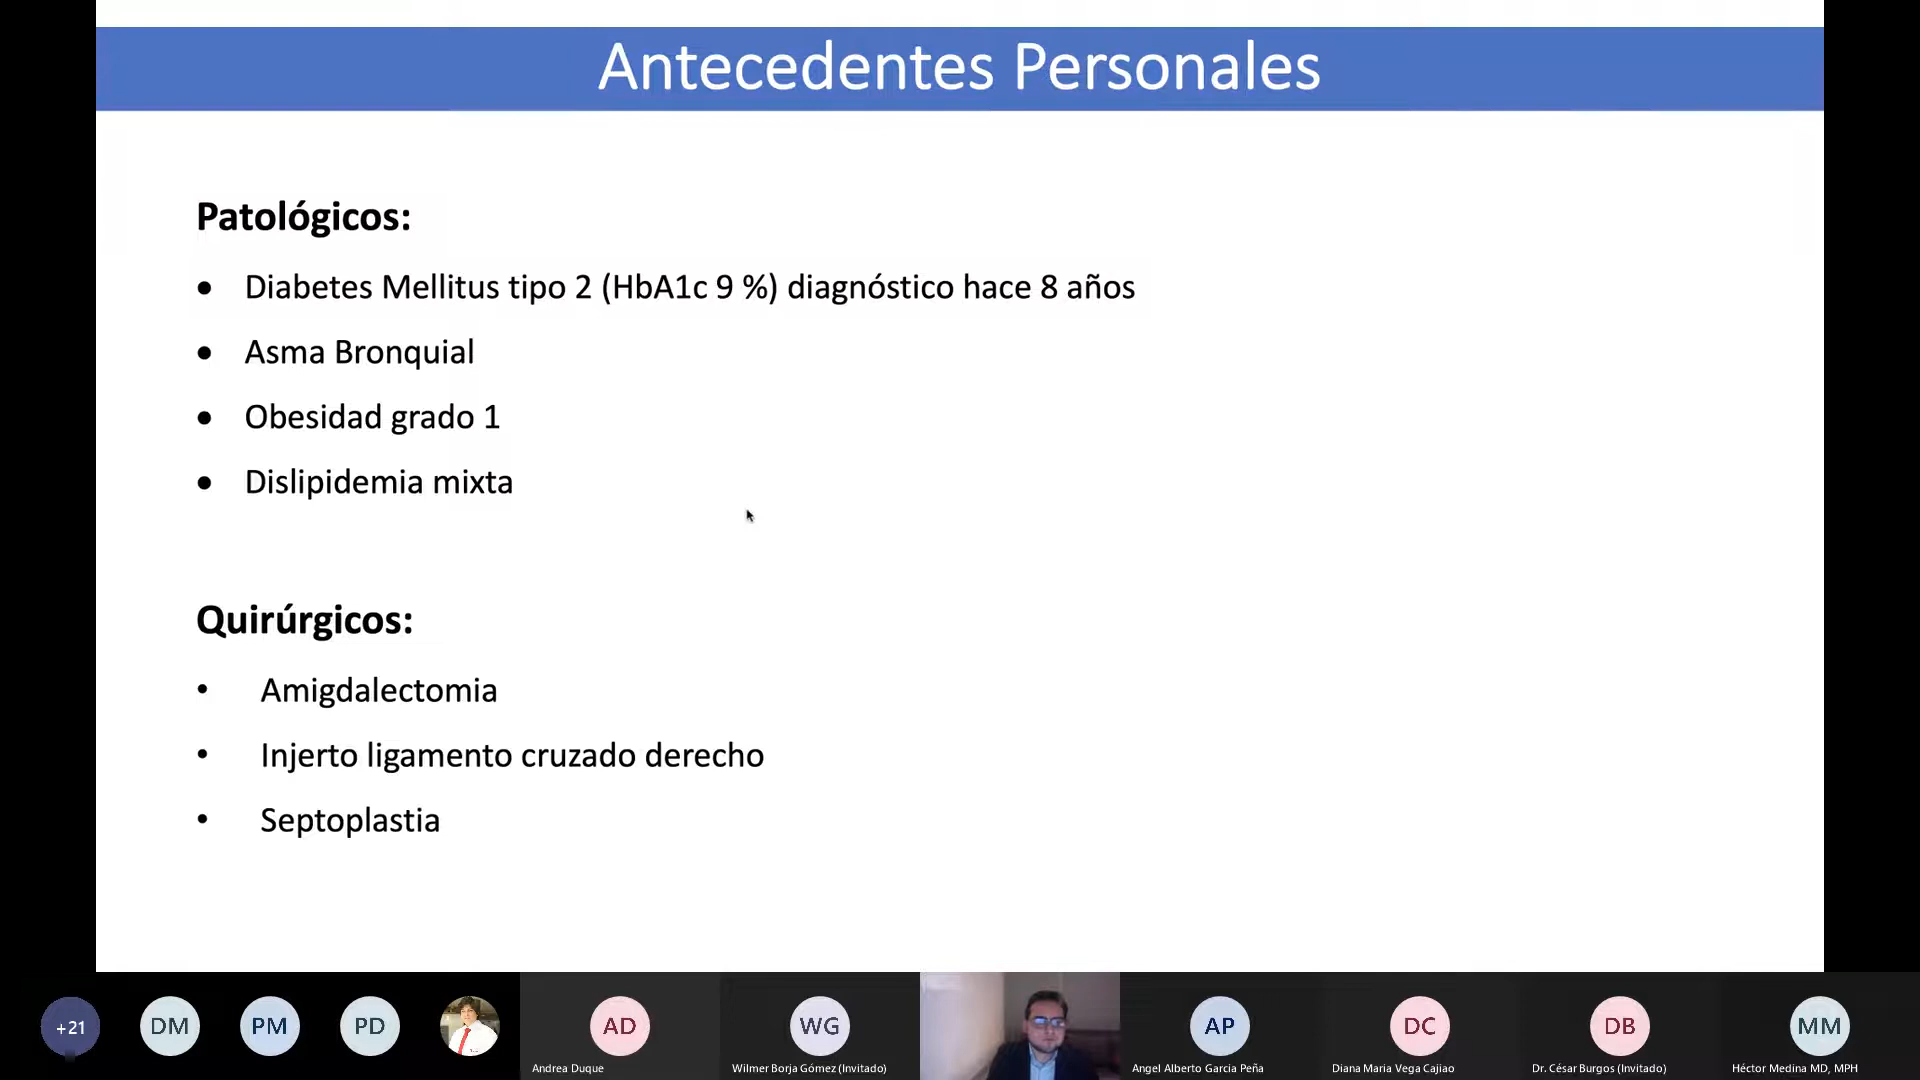 Antecedentes Personales
Patológicos:
• Diabetes Mellitus tipo 2 (HbA1c 9 %) diagnóstico hace 8 años
• Asma Bronquial
• Obesidad grado 1
• Dislipidemia mixta
Quirúrgicos:
• Amigdalectomia
• Injerto ligamento cruzado derecho
• Septoplastia
+21
DM
PM
PD
AD
WG
AP
DC
DB
MM
Andrea Duque
Wilmer Borja Gómez (Invitado)
Angel Alberto Garcia Peña
Diana Maria Vega Cajiao
Dr. César Burgos (Invitado)
Héctor Medina MD, MPH